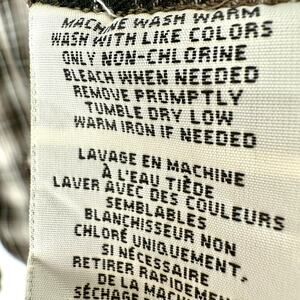 MACHINE WASH WARM
WASH WITH LIKE COLORS
ONLY NON-CHLORINE
BLEACH WHEN NEEDED
REMOVE PROMPTLY
TUMBLE DRY LOW
WARM IRON IF NEEDED
LAVAGE EN MACHINE
À L'EAU TIÈDE
LAVER AVEC DES COULEURS
SEMBLABLES
BLANCHISSEUR NON
CHLORÉ UNIQUEMENT,
SI NÉCESSAIRE
RETIRER RAPIDEMENT
DE LA
SÉCHAGE